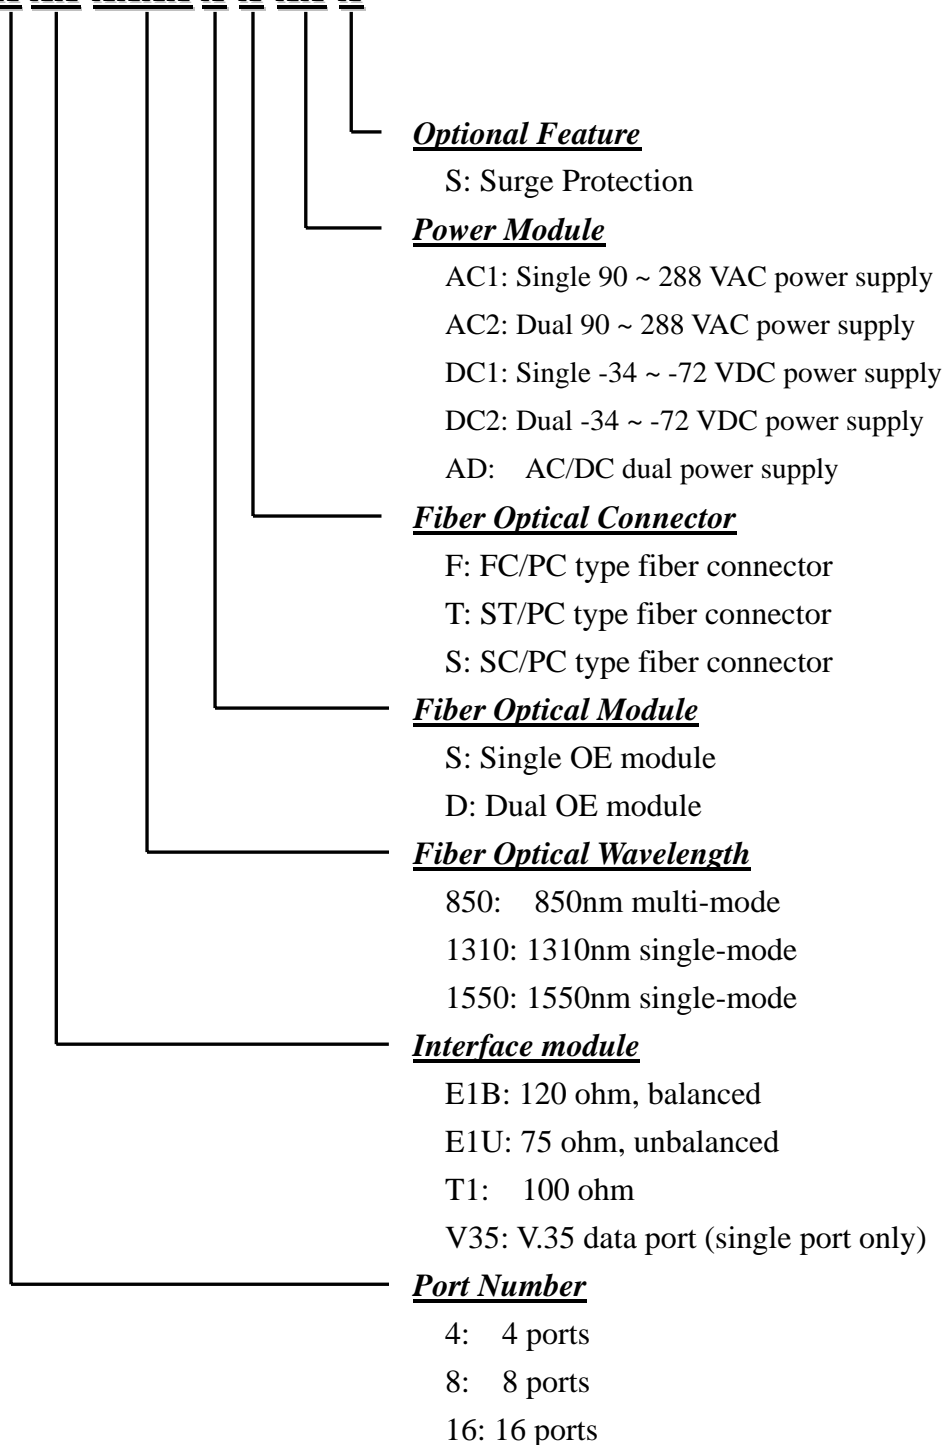 Optional Feature
S: Surge Protection
Power Module
AC1: Single 90 ~ 288 VAC power supply
AC2: Dual 90 ~ 288 VAC power supply
DC1: Single -34 ~ -72 VDC power supply
DC2: Dual -34 ~ -72 VDC power supply
AD: AC/DC dual power supply
Fiber Optical Connector
F: FC/PC type fiber connector
T: ST/PC type fiber connector
S: SC/PC type fiber connector
Fiber Optical Module
S: Single OE module
D: Dual OE module
Fiber Optical Wavelength
850: 850nm multi-mode
1310: 1310nm single-mode
1550: 1550nm single-mode
Interface module
E1B: 120 ohm, balanced
E1U: 75 ohm, unbalanced
T1: 100 ohm
V35: V.35 data port (single port only)
Port Number
4: 4 ports
8: 8 ports
16: 16 ports